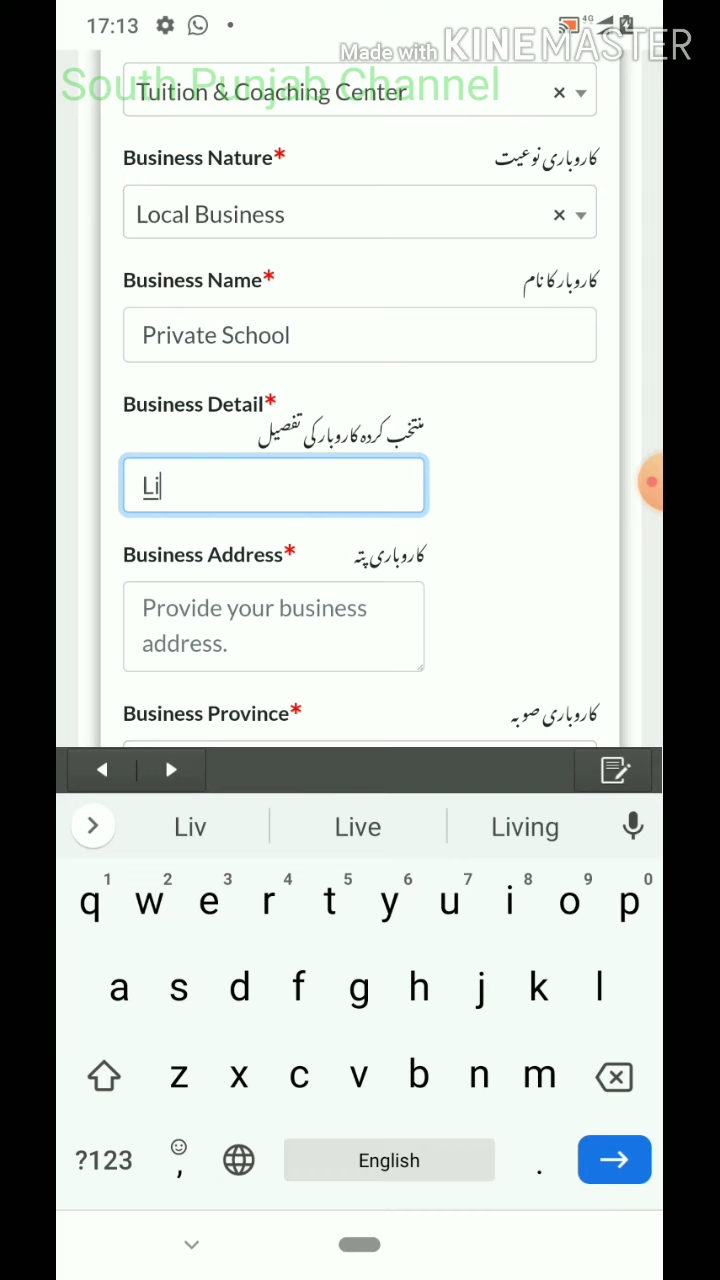 17:13
4G
Made with KINEMASTER
South Punjab Channel
Tuition & Coaching Center
Business Nature* کاروباری نوعیت
Local Business
Business Name* کاروبار کا نام
Private School
Business Detail*
منتخب کردہ کاروبار کی تفصیل
Li
Business Address* کاروباری پتہ
Provide your business
address.
Business Province* کاروباری صوبہ
Liv Live Living
1 2 3 4 5 6 7 8 9 0
q w e r t y u i o p
a s d f g h j k l
z x c v b n m
?123 , English .